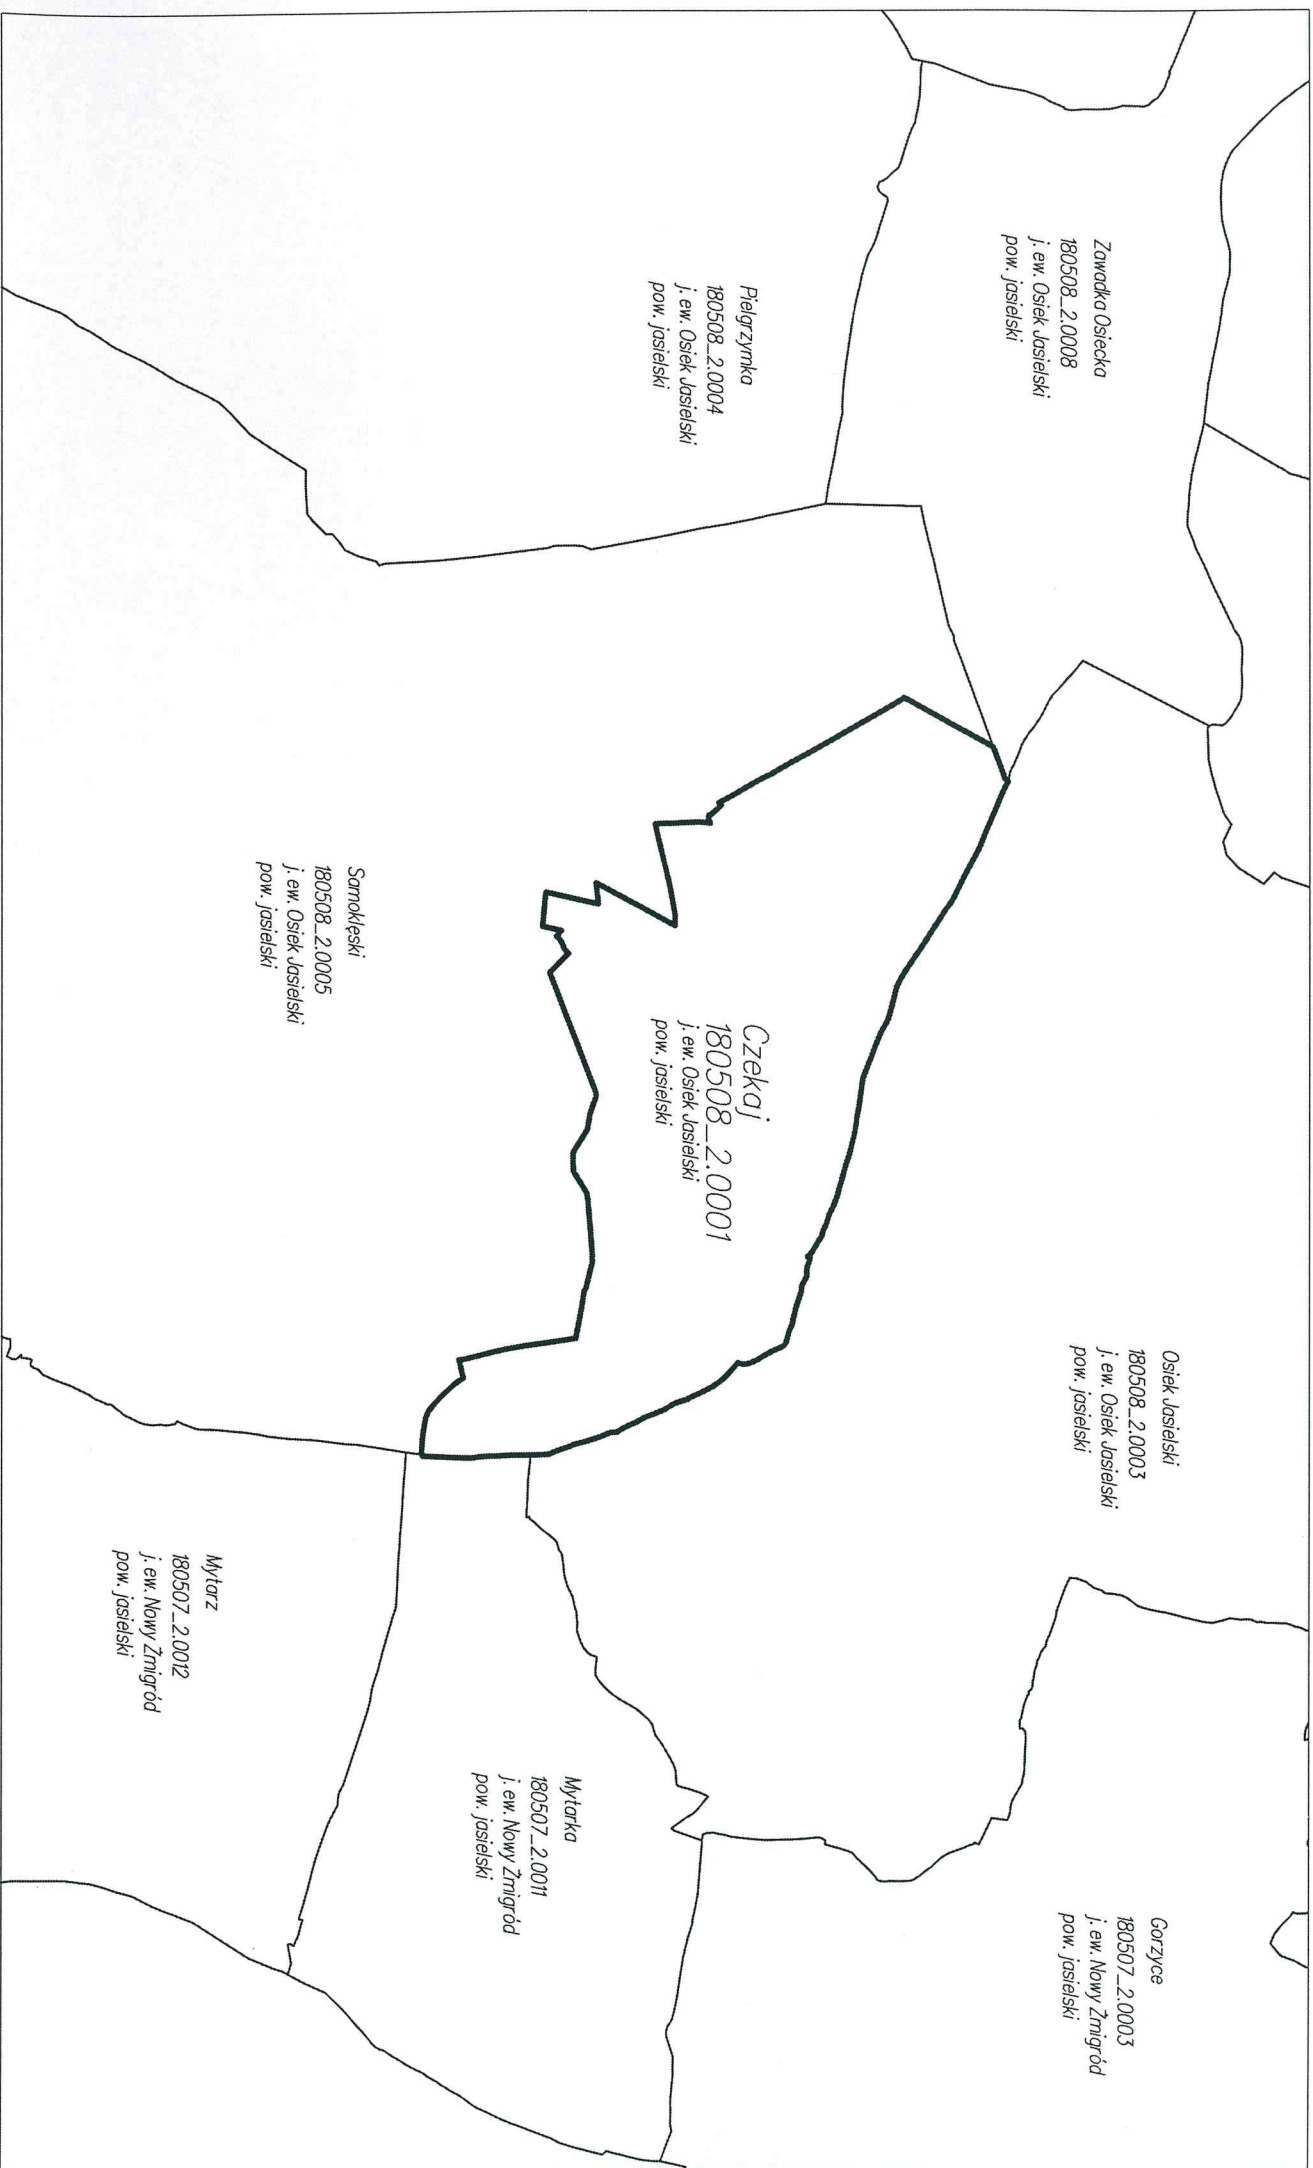 Zawadka Osiecka
180508_2.0008
j. ew. Osiek Jasielski
pow. jasielski
Pielgrzymka
180508_2.0004
j. ew. Osiek Jasielski
pow. jasielski
Samoklęski
180508_2.0005
j. ew. Osiek Jasielski
pow. jasielski
Czekaj
180508_2.0001
j. ew. Osiek Jasielski
pow. jasielski
Osiek Jasielski
180508_2.0003
j. ew. Osiek Jasielski
pow. jasielski
Mytarz
180507_2.0012
j. ew. Nowy Żmigród
pow. jasielski
Mytarka
180507_2.0011
j. ew. Nowy Żmigród
pow. jasielski
Gorzyce
180507_2.0003
j. ew. Nowy Żmigród
pow. jasielski